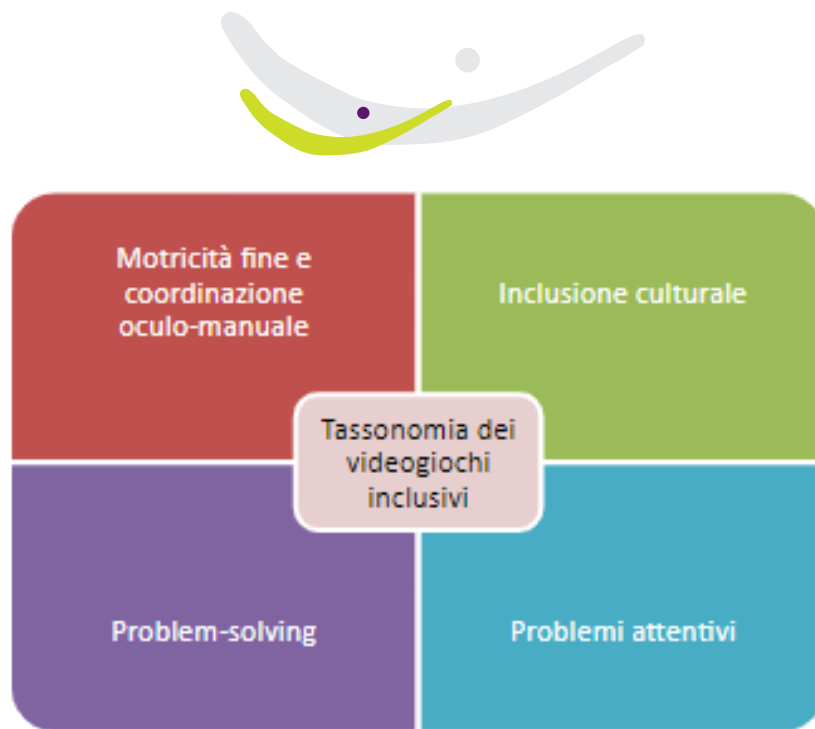 Motricità fine e
coordinazione
oculo-manuale
Inclusione culturale
Tassonomia dei
videogiochi
inclusivi
Problem-solving
Problemi attentivi